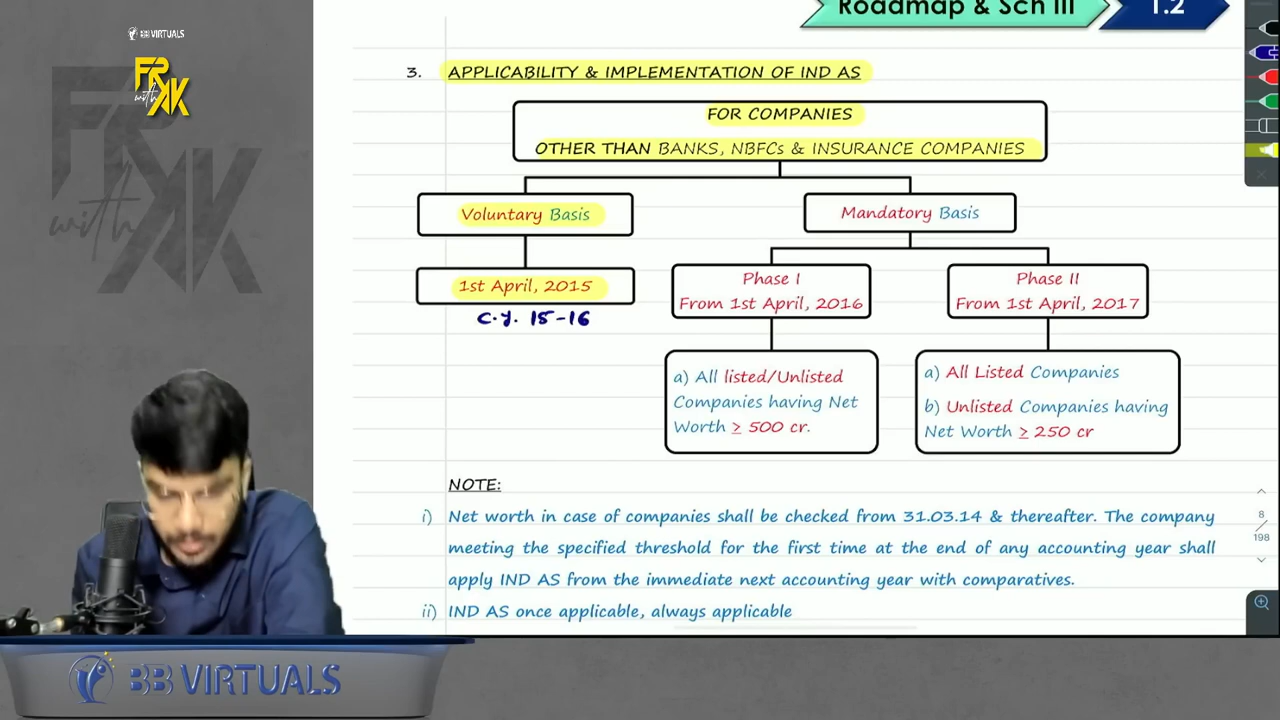 Roadmap & Sch III
1.2
BB VIRTUALS
FR
with
AK
3. APPLICABILITY & IMPLEMENTATION OF IND AS
FOR COMPANIES
OTHER THAN BANKS, NBFCs & INSURANCE COMPANIES
Voluntary Basis
Mandatory Basis
1st April, 2015
C.Y. 15-16
Phase I
From 1st April, 2016
Phase II
From 1st April, 2017
a) All listed/Unlisted
Companies having Net
Worth ≥ 500 cr.
a) All Listed Companies
b) Unlisted Companies having
Net Worth ≥ 250 cr
NOTE:
i) Net worth in case of companies shall be checked from 31.03.14 & thereafter. The company
meeting the specified threshold for the first time at the end of any accounting year shall
apply IND AS from the immediate next accounting year with comparatives.
ii) IND AS once applicable, always applicable
8
198
BB VIRTUALS